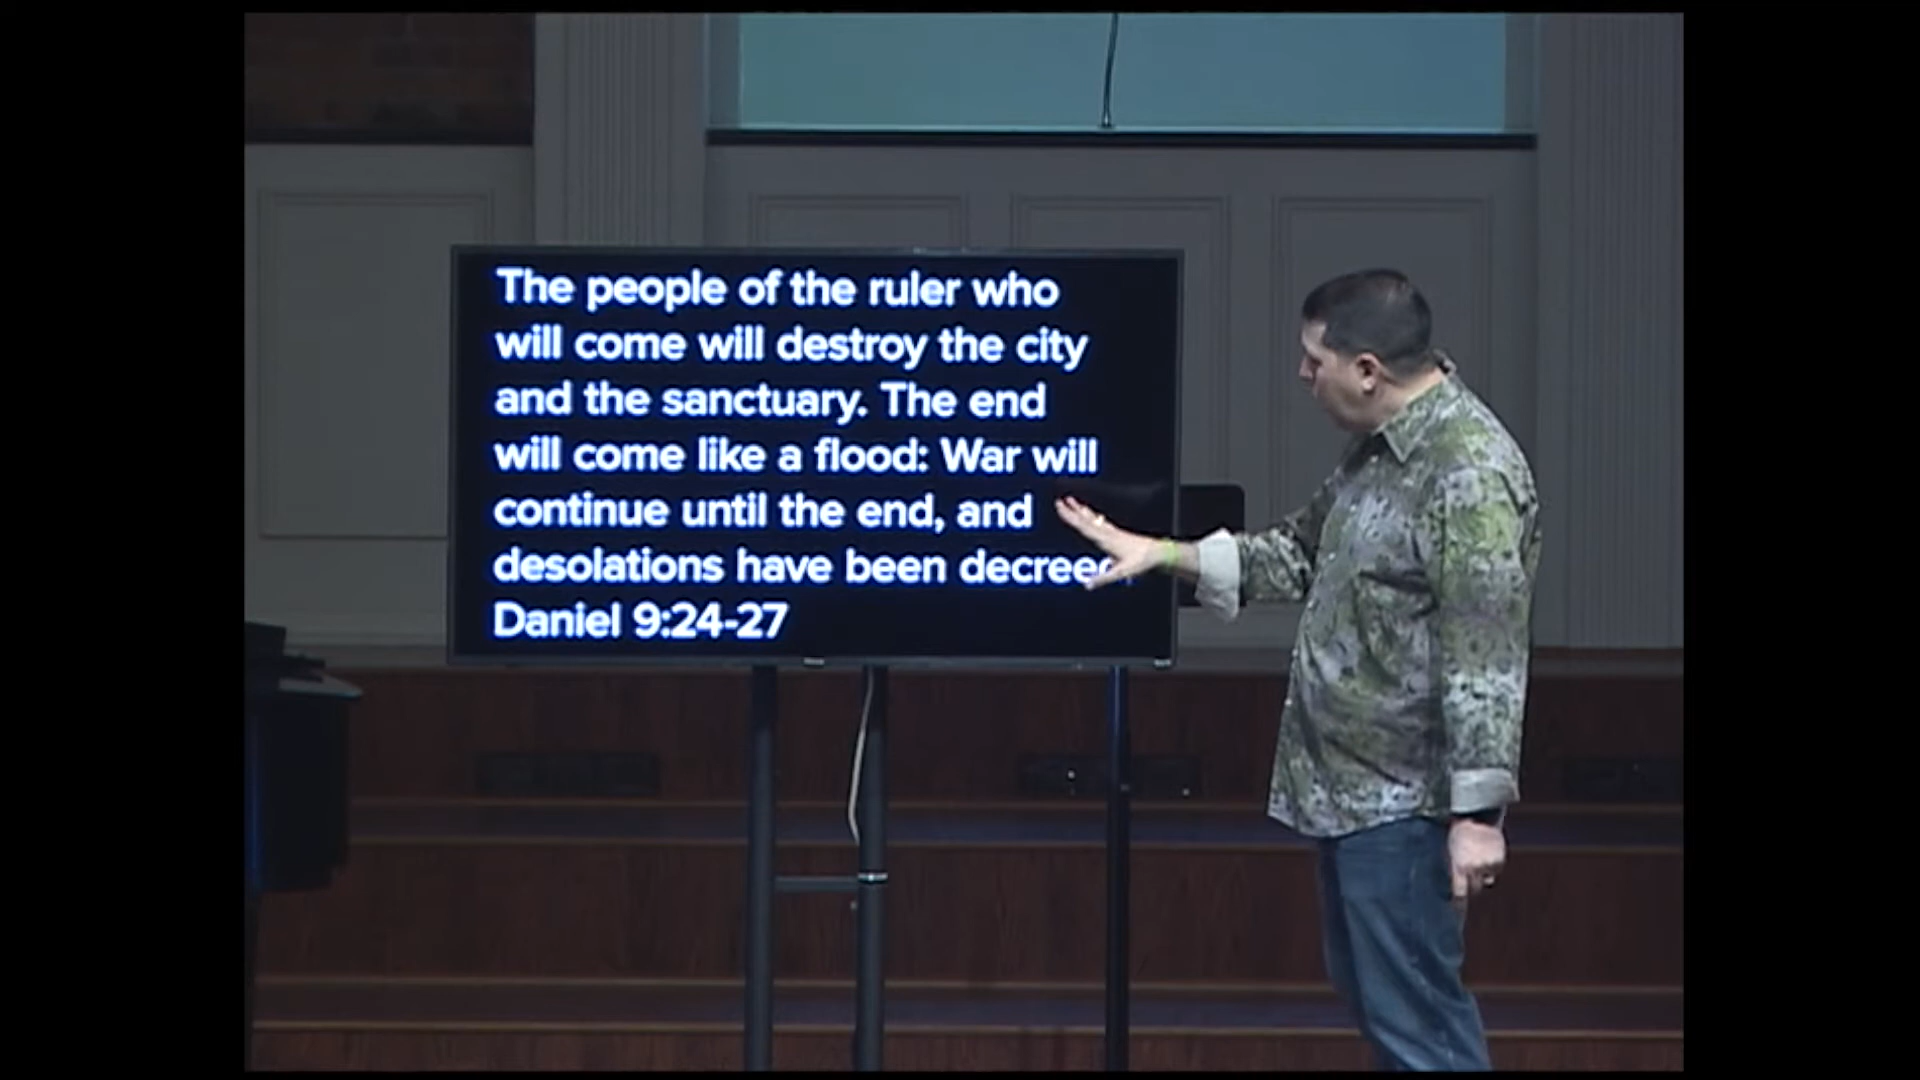 The people of the ruler who
will come will destroy the city
and the sanctuary. The end
will come like a flood: War will
continue until the end, and
desolations have been decreed.
Daniel 9:24-27